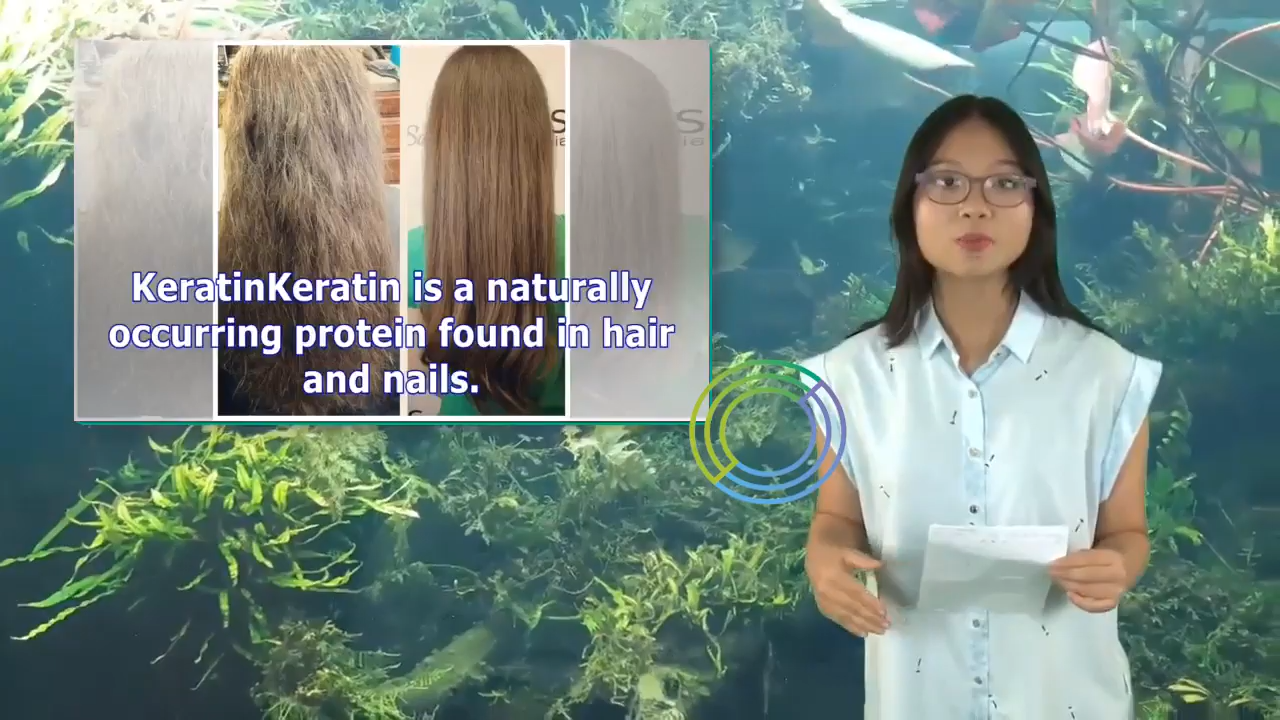 KeratinKeratin is a naturally
occurring protein found in hair
and nails.